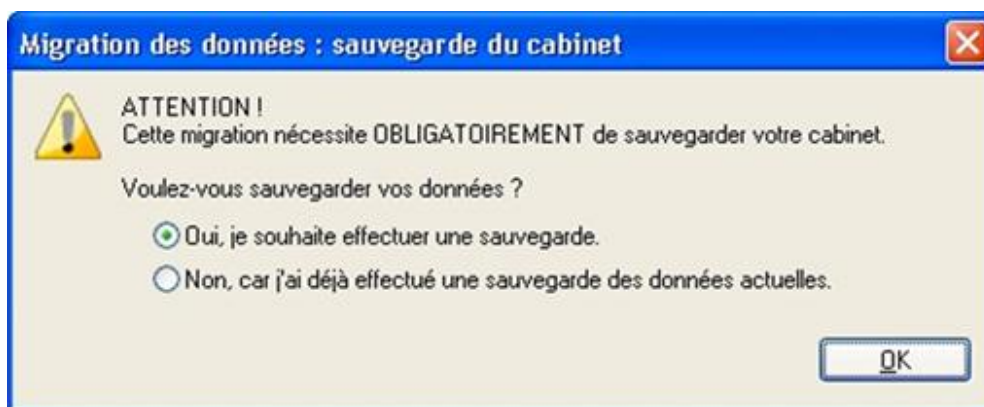 Migration des données : sauvegarde du cabinet
ATTENTION !
Cette migration nécessite OBLIGATOIREMENT de sauvegarder votre cabinet.
Voulez-vous sauvegarder vos données ?
Oui, je souhaite effectuer une sauvegarde.
Non, car j'ai déjà effectué une sauvegarde des données actuelles.
OK